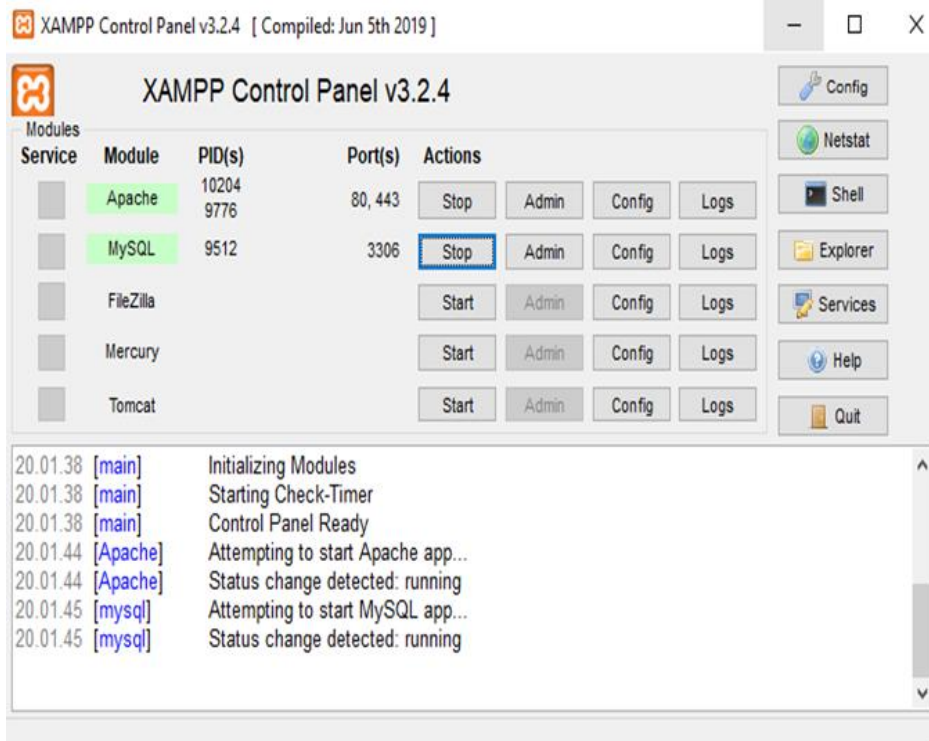 XAMPP Control Panel v3.2.4 [ Compiled: Jun 5th 2019 ]
XAMPP Control Panel v3.2.4
Config
Modules
Service Module PID(s) Port(s) Actions
Netstat
Apache 10204 9776 80, 443 Stop Admin Config Logs
Shell
MySQL 9512 3306 Stop Admin Config Logs
Explorer
FileZilla Start Admin Config Logs
Services
Mercury Start Admin Config Logs
Help
Tomcat Start Admin Config Logs
Quit
20.01.38 [main] Initializing Modules
20.01.38 [main] Starting Check-Timer
20.01.38 [main] Control Panel Ready
20.01.44 [Apache] Attempting to start Apache app...
20.01.44 [Apache] Status change detected: running
20.01.45 [mysql] Attempting to start MySQL app...
20.01.45 [mysql] Status change detected: running